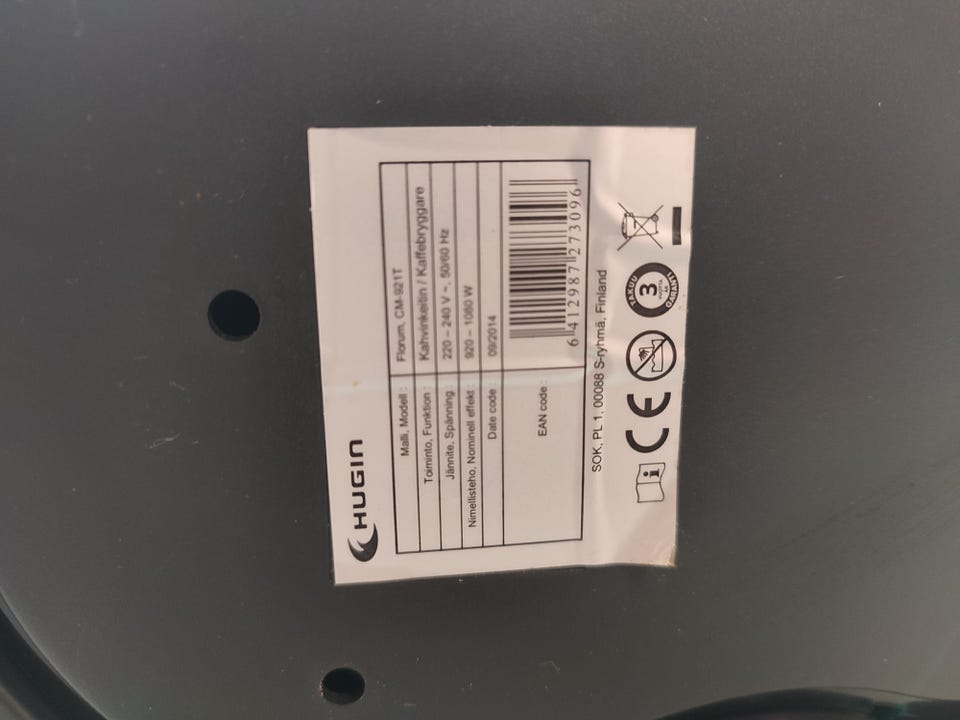 HUGIN
Malli, Modell : Florum, CM-921T
Toiminto, Funktion : Kahvinkeitin / Kaffebryggare
Jännite, Spänning : 220 – 240 V ~, 50/60 Hz
Nimellisteho, Nominell effekt : 920 – 1080 W
Date code : 09/2014
EAN code : 6 412987 273096
SOK, PL 1, 00088 S-ryhmä, Finland
i CE TAKUU 3 vuotta år GARANTI